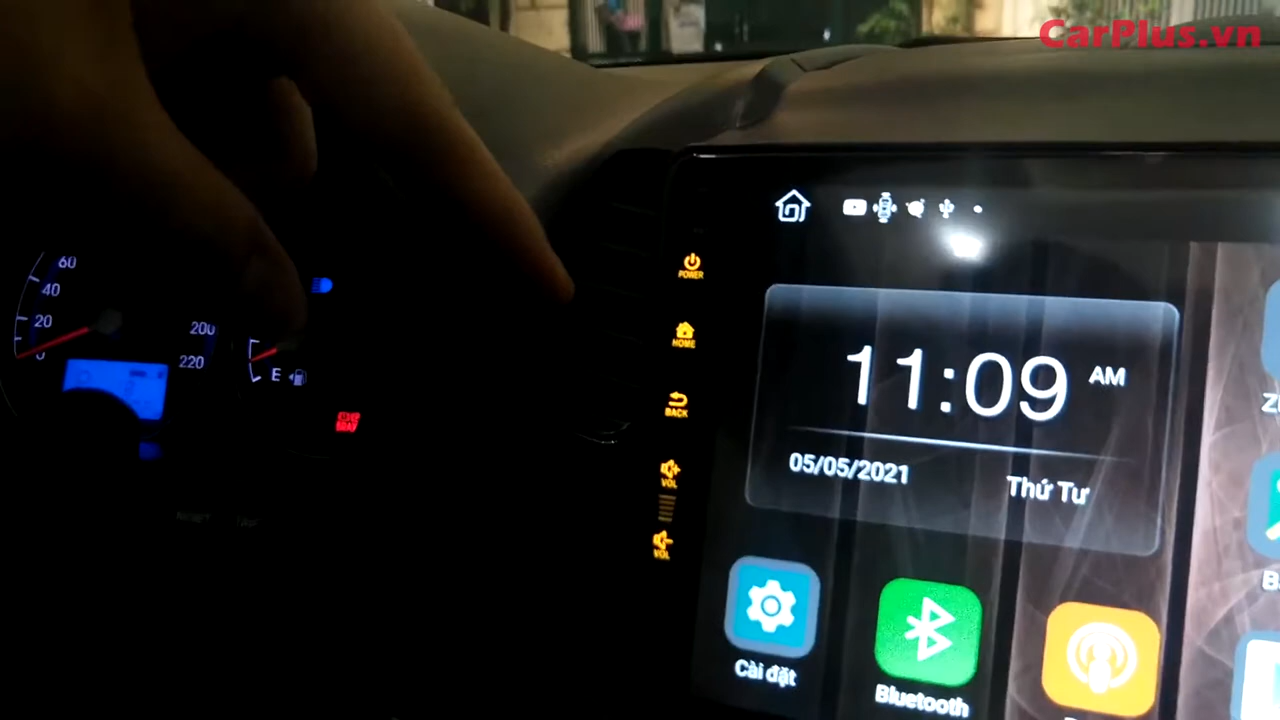 CarPlus.vn
60
40
20
0
200
220
E
POWER
HOME
BACK
VOL
VOL
11:09 AM
05/05/2021
Thứ Tư
Cài đặt
Bluetooth